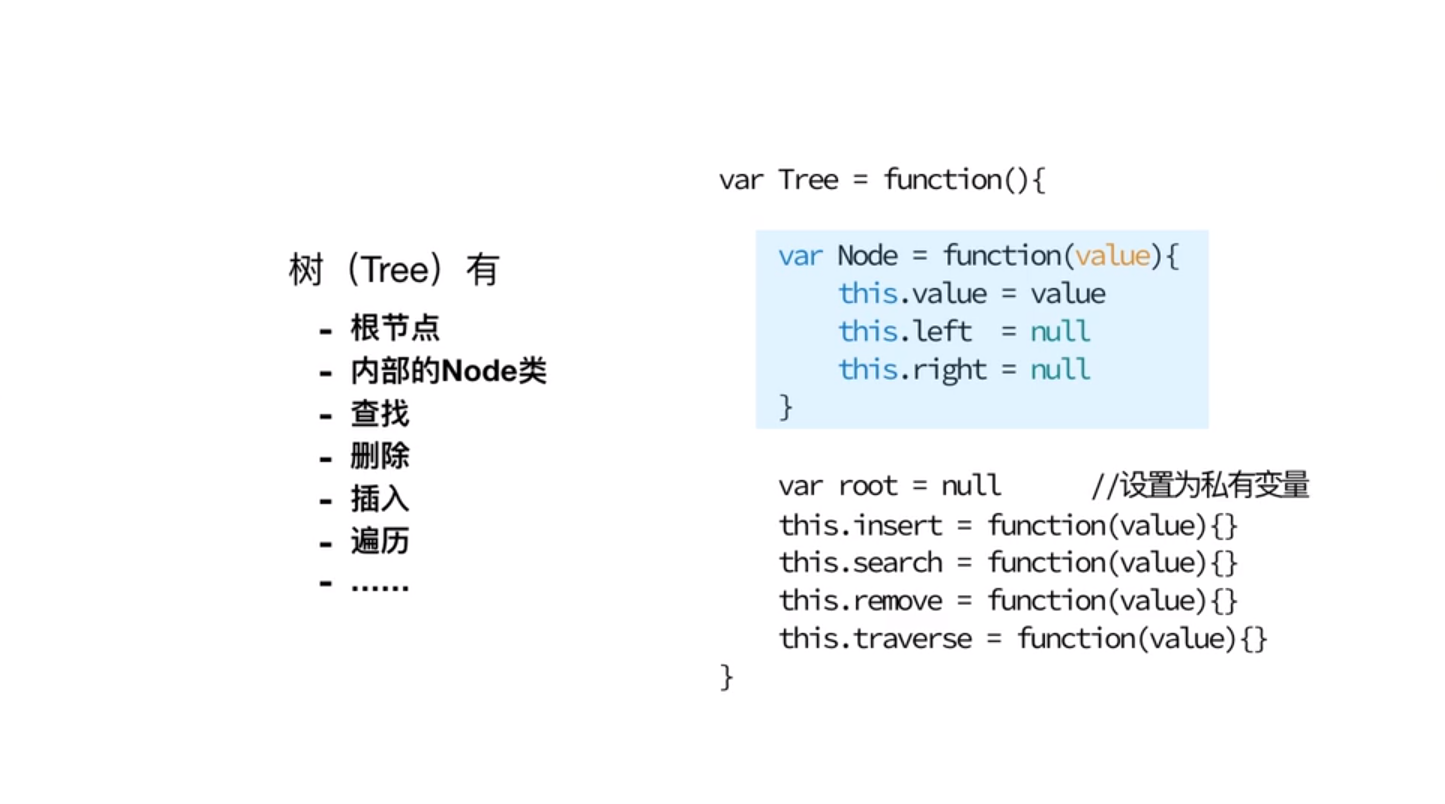 树（Tree）有
- 根节点
- 内部的Node类
- 查找
- 删除
- 插入
- 遍历
- ......
var Tree = function(){
var Node = function(value){
this.value = value
this.left  = null
this.right = null
}
var root = null      //设置为私有变量
this.insert = function(value){}
this.search = function(value){}
this.remove = function(value){}
this.traverse = function(value){}
}